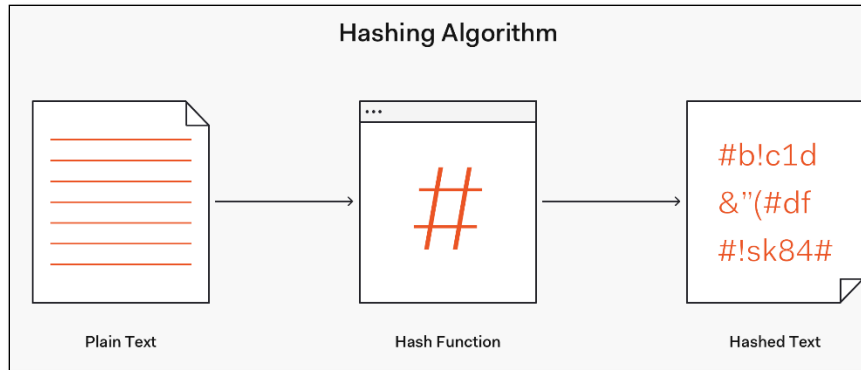 Hashing Algorithm
#
#b!c1d
&”(#df
#!sk84#
Plain Text
Hash Function
Hashed Text